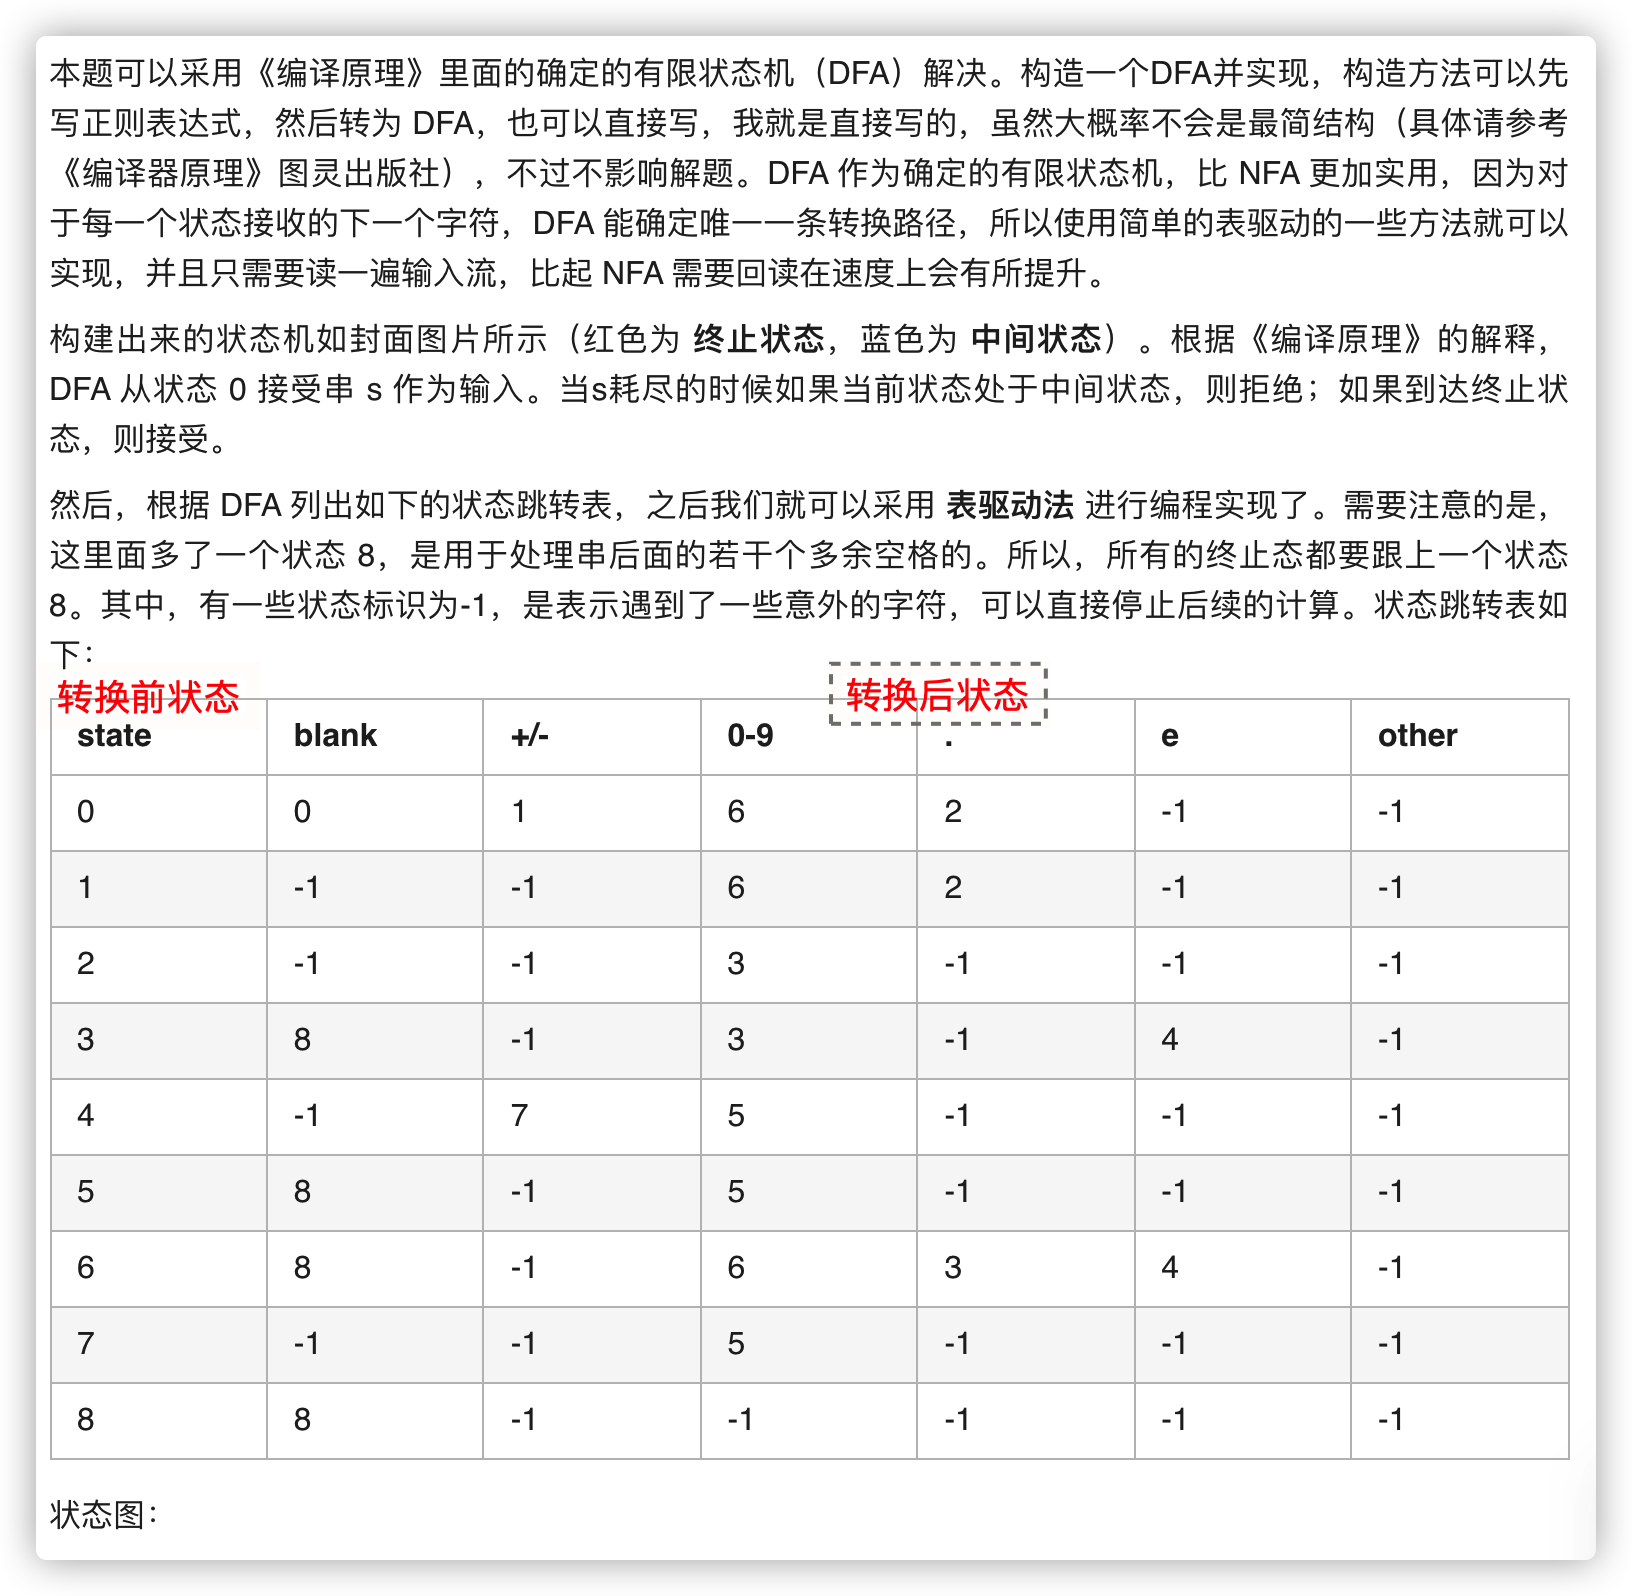 本题可以采用《编译原理》里面的确定的有限状态机（DFA）解决。构造一个DFA并实现，构造方法可以先
写正则表达式，然后转为 DFA，也可以直接写，我就是直接写的，虽然大概率不会是最简结构（具体请参考
《编译器原理》图灵出版社），不过不影响解题。DFA 作为确定的有限状态机，比 NFA 更加实用，因为对
于每一个状态接收的下一个字符，DFA 能确定唯一一条转换路径，所以使用简单的表驱动的一些方法就可以
实现，并且只需要读一遍输入流，比起 NFA 需要回读在速度上会有所提升。
构建出来的状态机如封面图片所示（红色为 终止状态，蓝色为 中间状态）。根据《编译原理》的解释，
DFA 从状态 0 接受串 s 作为输入。当s耗尽的时候如果当前状态处于中间状态，则拒绝；如果到达终止状
态，则接受。
然后，根据 DFA 列出如下的状态跳转表，之后我们就可以采用 表驱动法 进行编程实现了。需要注意的是，
这里面多了一个状态 8，是用于处理串后面的若干个多余空格的。所以，所有的终止态都要跟上一个状态
8。其中，有一些状态标识为-1，是表示遇到了一些意外的字符，可以直接停止后续的计算。状态跳转表如
下：
转换前状态 转换后状态
state blank +/- 0-9 . e other
0 0 1 6 2 -1 -1
1 -1 -1 6 2 -1 -1
2 -1 -1 3 -1 -1 -1
3 8 -1 3 -1 4 -1
4 -1 7 5 -1 -1 -1
5 8 -1 5 -1 -1 -1
6 8 -1 6 3 4 -1
7 -1 -1 5 -1 -1 -1
8 8 -1 -1 -1 -1 -1
状态图：